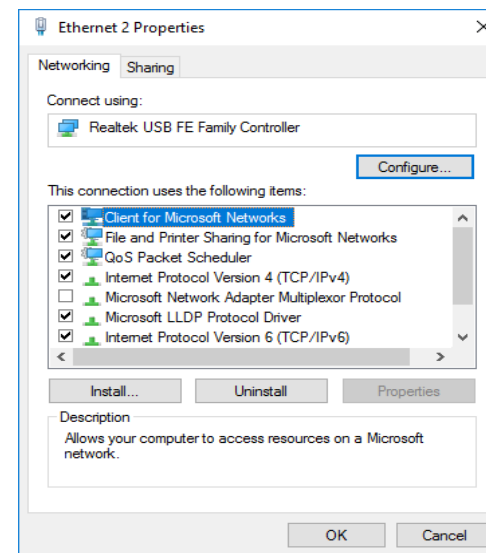 Ethernet 2 Properties
Networking Sharing
Connect using:
Realtek USB FE Family Controller
Configure...
This connection uses the following items:
Client for Microsoft Networks
File and Printer Sharing for Microsoft Networks
QoS Packet Scheduler
Internet Protocol Version 4 (TCP/IPv4)
Microsoft Network Adapter Multiplexor Protocol
Microsoft LLDP Protocol Driver
Internet Protocol Version 6 (TCP/IPv6)
Install... Uninstall Properties
Description
Allows your computer to access resources on a Microsoft
network.
OK Cancel